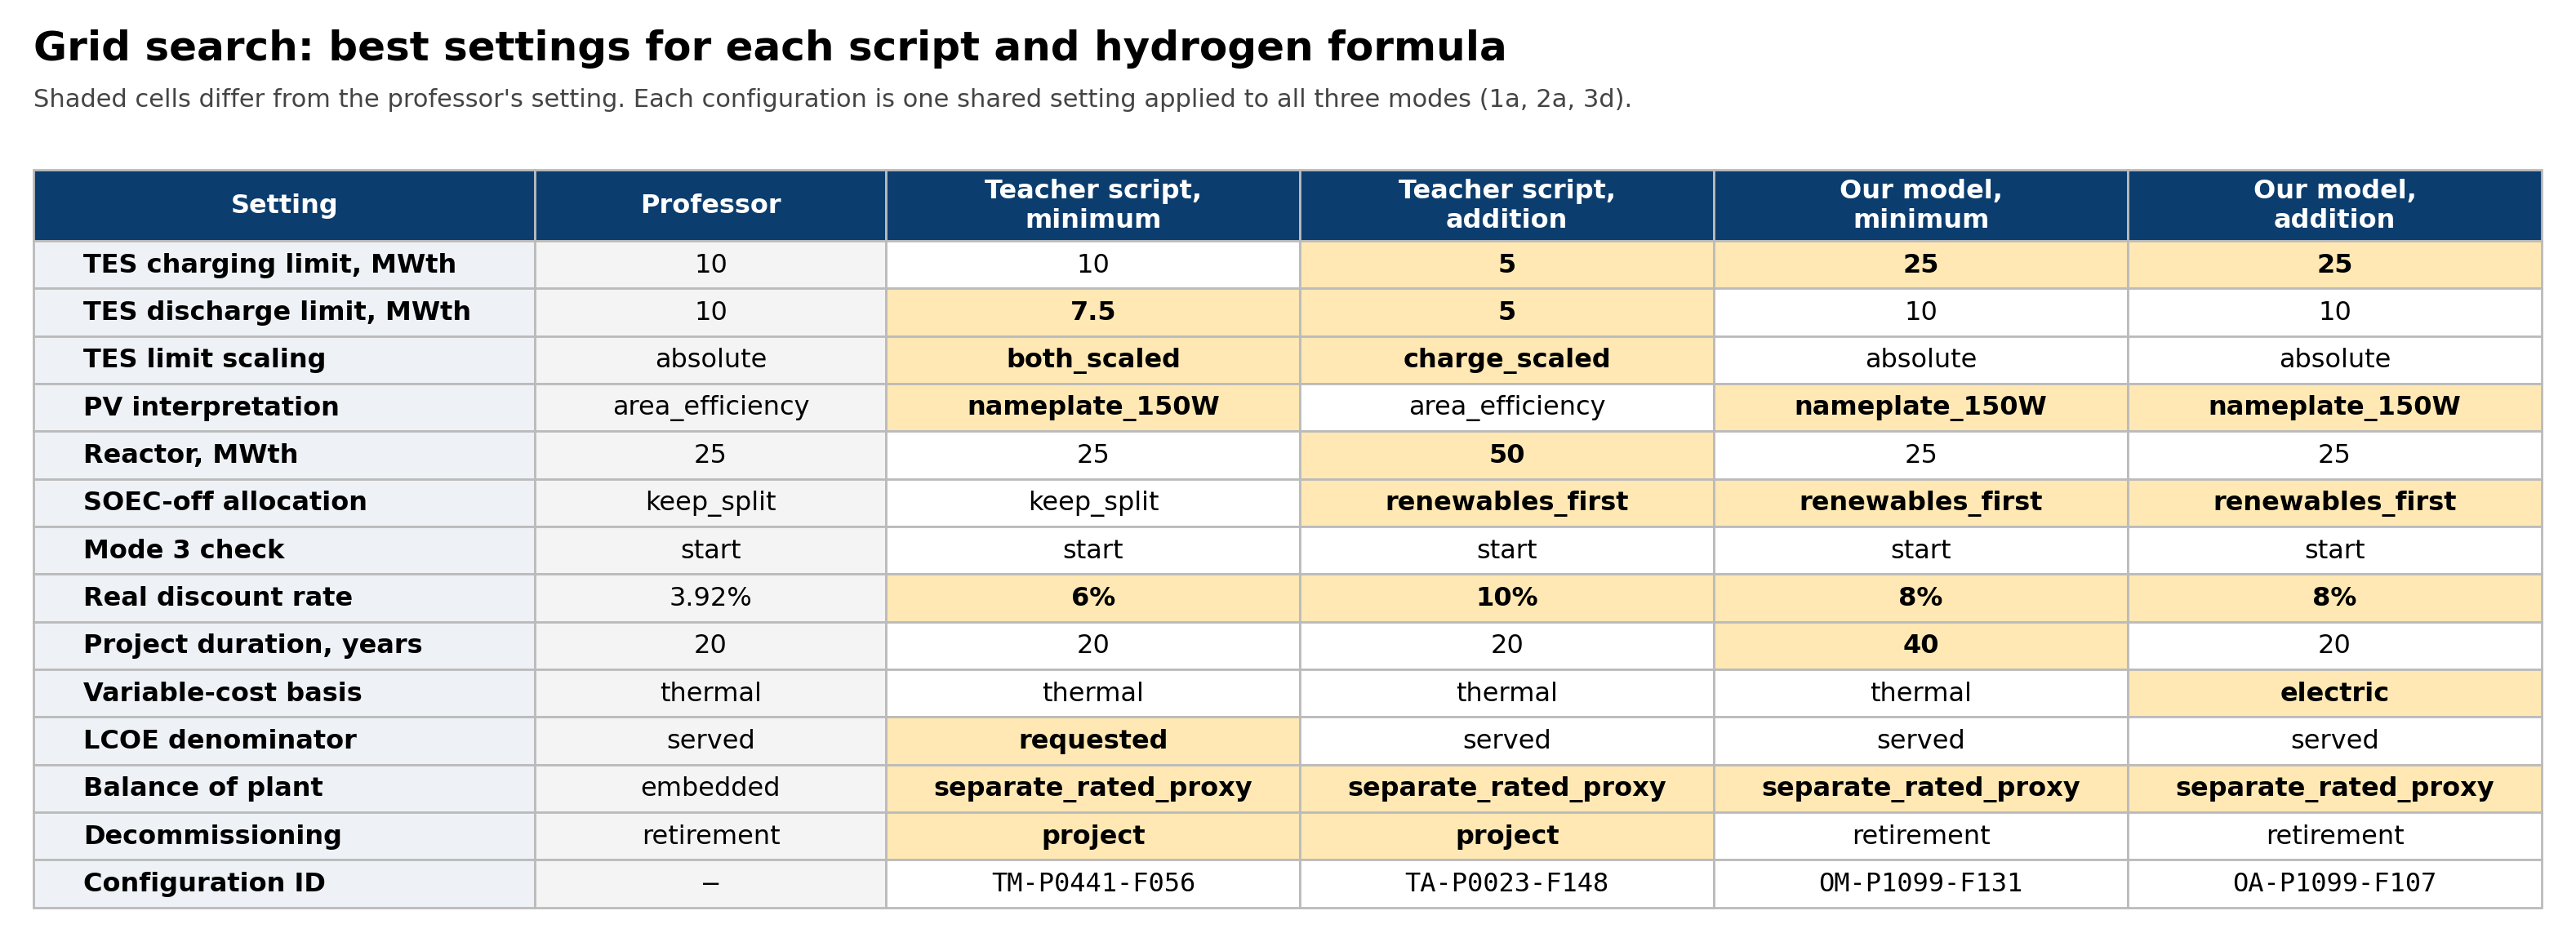 Grid search: best settings for each script and hydrogen formula
Shaded cells differ from the professor's setting. Each configuration is one shared setting applied to all three modes (1a, 2a, 3d).
Setting Professor Teacher script, minimum Teacher script, addition Our model, minimum Our model, addition
TES charging limit, MWth 10 10 5 25 25
TES discharge limit, MWth 10 7.5 5 10 10
TES limit scaling absolute both_scaled charge_scaled absolute absolute
PV interpretation area_efficiency nameplate_150W area_efficiency nameplate_150W nameplate_150W
Reactor, MWth 25 25 50 25 25
SOEC-off allocation keep_split keep_split renewables_first renewables_first renewables_first
Mode 3 check start start start start start
Real discount rate 3.92% 6% 10% 8% 8%
Project duration, years 20 20 20 40 20
Variable-cost basis thermal thermal thermal thermal electric
LCOE denominator served requested served served served
Balance of plant embedded separate_rated_proxy separate_rated_proxy separate_rated_proxy separate_rated_proxy
Decommissioning retirement project project retirement retirement
Configuration ID – TM-P0441-F056 TA-P0023-F148 OM-P1099-F131 OA-P1099-F107